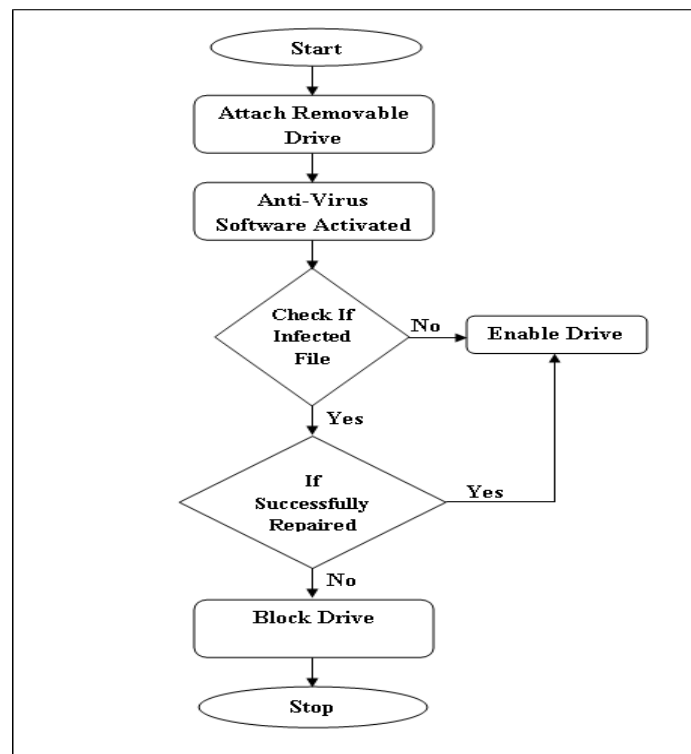 Start
Attach Removable
Drive
Anti-Virus
Software Activated
Check If
Infected
File
No
Enable Drive
Yes
If
Successfully
Repaired
Yes
No
Block Drive
Stop